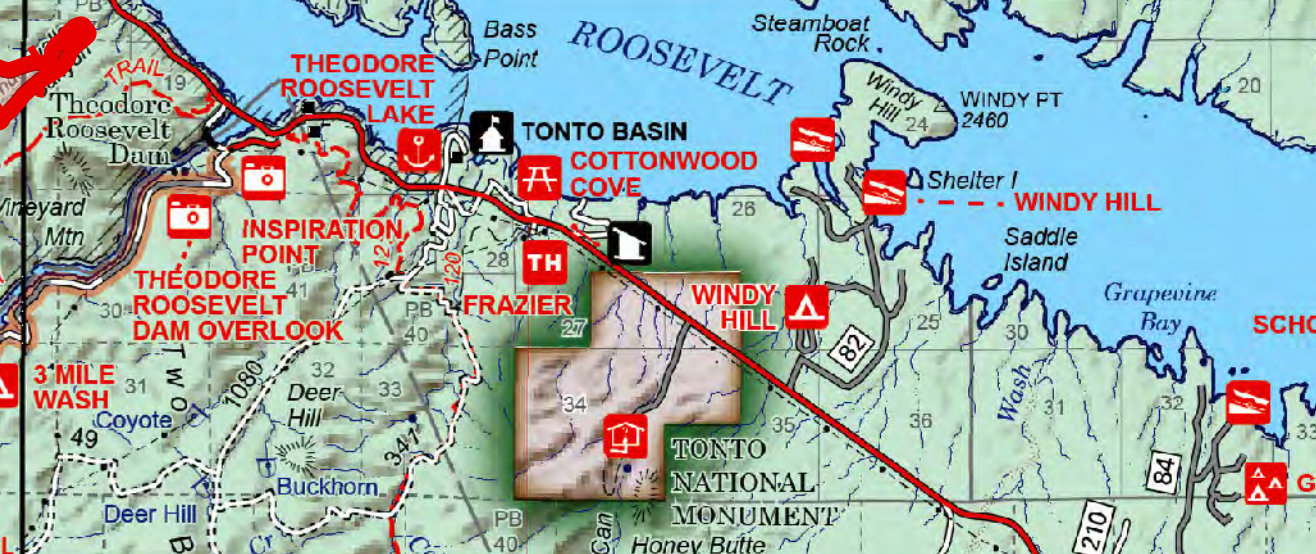 PB
Bass
Point
ROOSEVELT
Steamboat
Rock
TRAIL
19
THEODORE
ROOSEVELT
LAKE
Theodore
Roosevelt
Dam
TONTO BASIN
COTTONWOOD
COVE
Windy
Hill
24
WINDY PT
2460
20
Shelter I
WINDY HILL
Saddle
Island
26
Vineyard
Mtn
INSPIRATION
POINT
THEODORE
ROOSEVELT
DAM OVERLOOK
120
28
TH
FRAZIER
PB
40
41
30
27
WINDY
HILL
82
25
30
Grapevine
Bay
SCHO
3 MILE
WASH
31
TWO
1080
32
Deer
Hill
33
34
35
36
Wash
31
32
33
Coyote
49
347
Buckhorn
Deer Hill
B
TONTO
NATIONAL
MONUMENT
84
G
PB
40
Can
Honey Butte
210